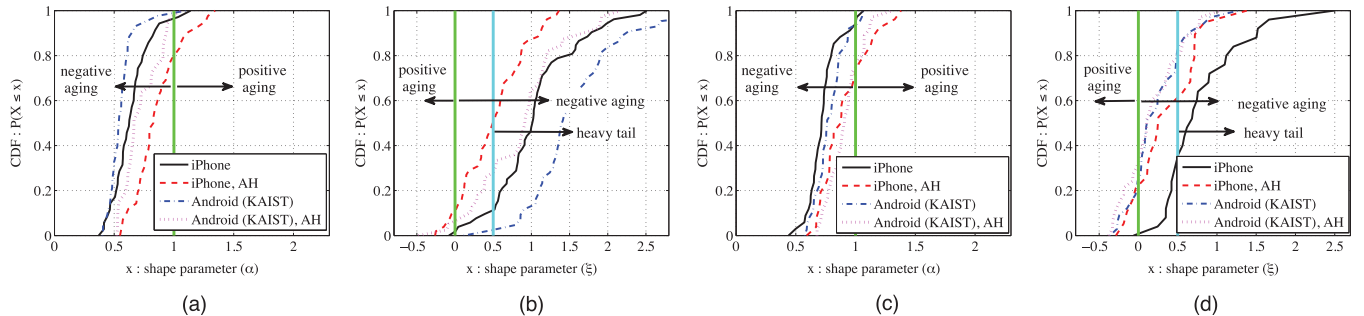 1
0.8
0.6
0.4
0.2
0
CDF : P(X ≤ x)
negative aging
positive aging
iPhone
iPhone, AH
Android (KAIST)
Android (KAIST), AH
0 0.5 1 1.5 2
x : shape parameter (α)
(a)
1
0.8
0.6
0.4
0.2
0
CDF : P(X ≤ x)
positive aging
negative aging
heavy tail
−0.5 0 0.5 1 1.5 2 2.5
x : shape parameter (ξ)
(b)
1
0.8
0.6
0.4
0.2
0
CDF : P(X ≤ x)
negative aging
positive aging
iPhone
iPhone, AH
Android (KAIST)
Android (KAIST), AH
0 0.5 1 1.5 2
x : shape parameter (α)
(c)
1
0.8
0.6
0.4
0.2
0
CDF : P(X ≤ x)
positive aging
negative aging
heavy tail
iPhone
iPhone, AH
Android (KAIST)
Android (KAIST), AH
−0.5 0 0.5 1 1.5 2.0 2.5
x : shape parameter (ξ)
(d)